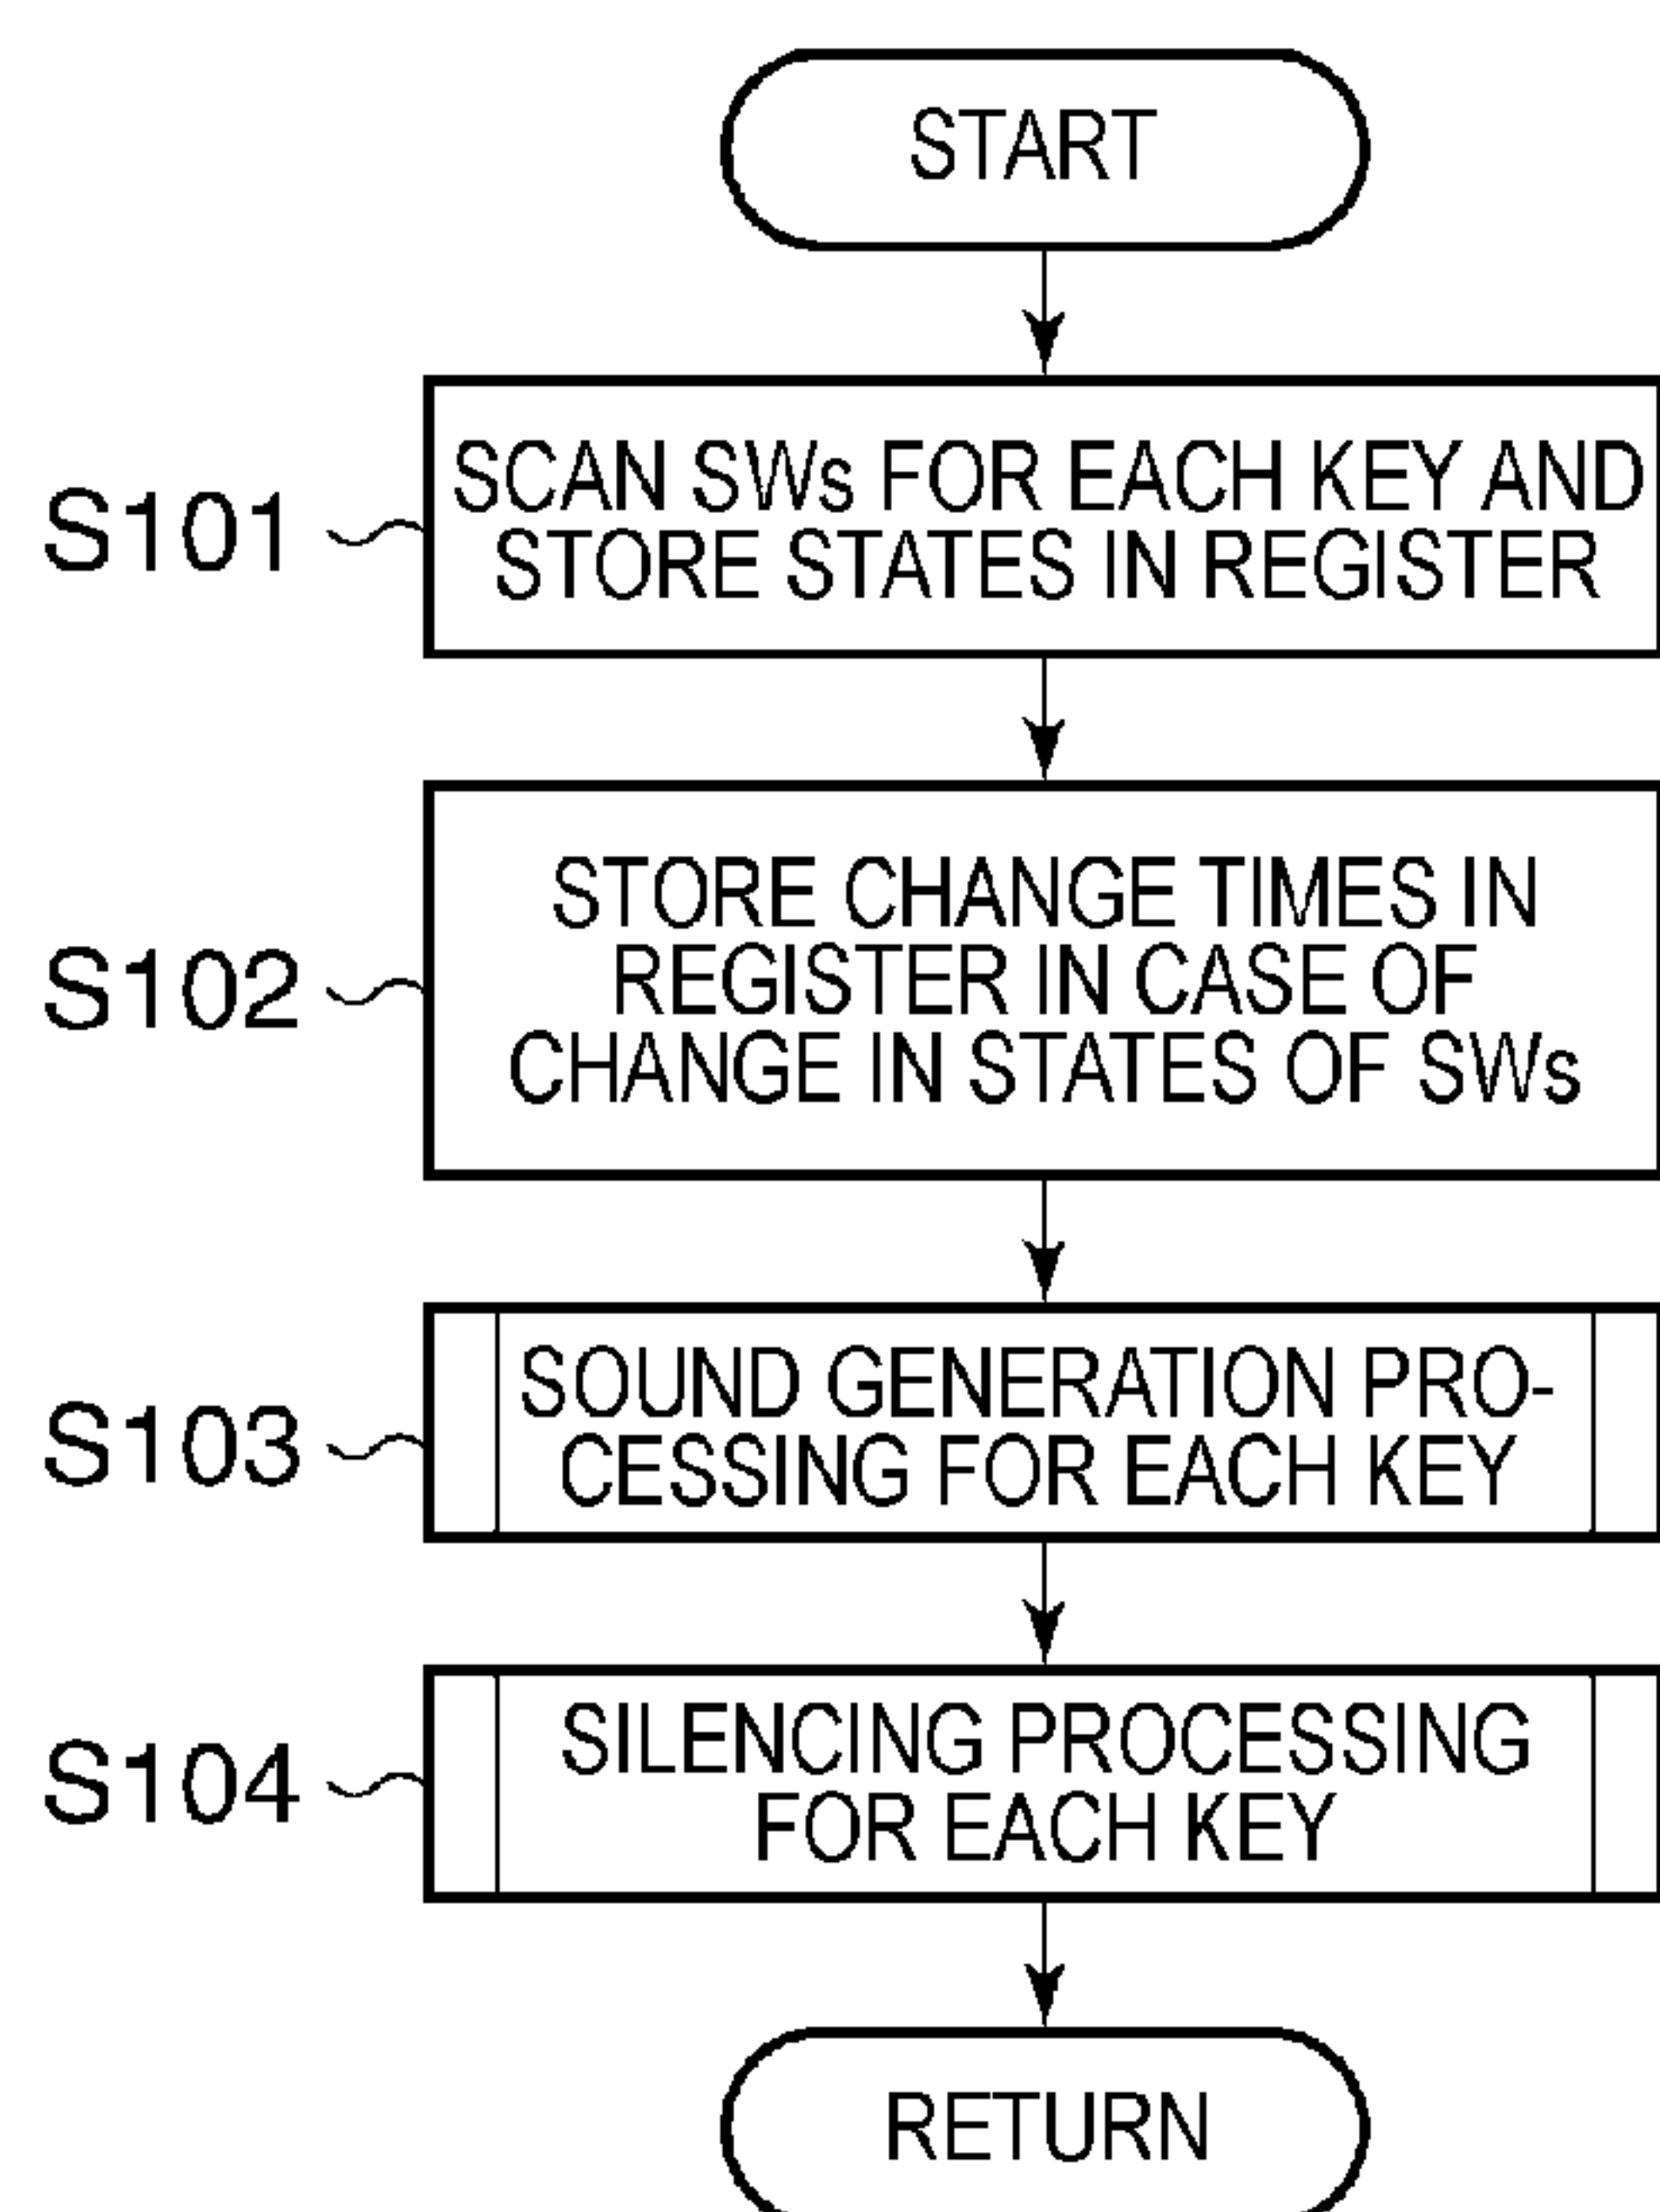 START
S101
SCAN SWs FOR EACH KEY AND
STORE STATES IN REGISTER
S102
STORE CHANGE TIMES IN
REGISTER IN CASE OF
CHANGE IN STATES OF SWs
S103
SOUND GENERATION PRO-
CESSING FOR EACH KEY
S104
SILENCING PROCESSING
FOR EACH KEY
RETURN